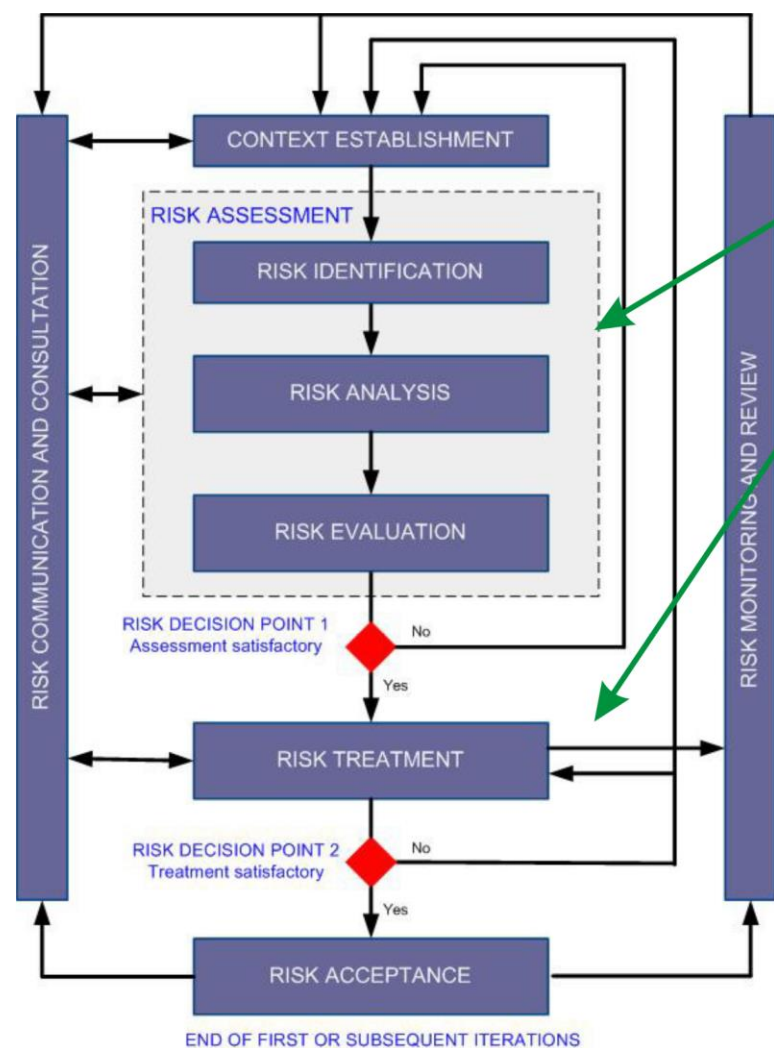 CONTEXT ESTABLISHMENT
RISK ASSESSMENT
RISK IDENTIFICATION
RISK ANALYSIS
RISK EVALUATION
RISK COMMUNICATION AND CONSULTATION
RISK MONITORING AND REVIEW
RISK DECISION POINT 1
Assessment satisfactory
No
Yes
RISK TREATMENT
RISK DECISION POINT 2
Treatment satisfactory
No
Yes
RISK ACCEPTANCE
END OF FIRST OR SUBSEQUENT ITERATIONS